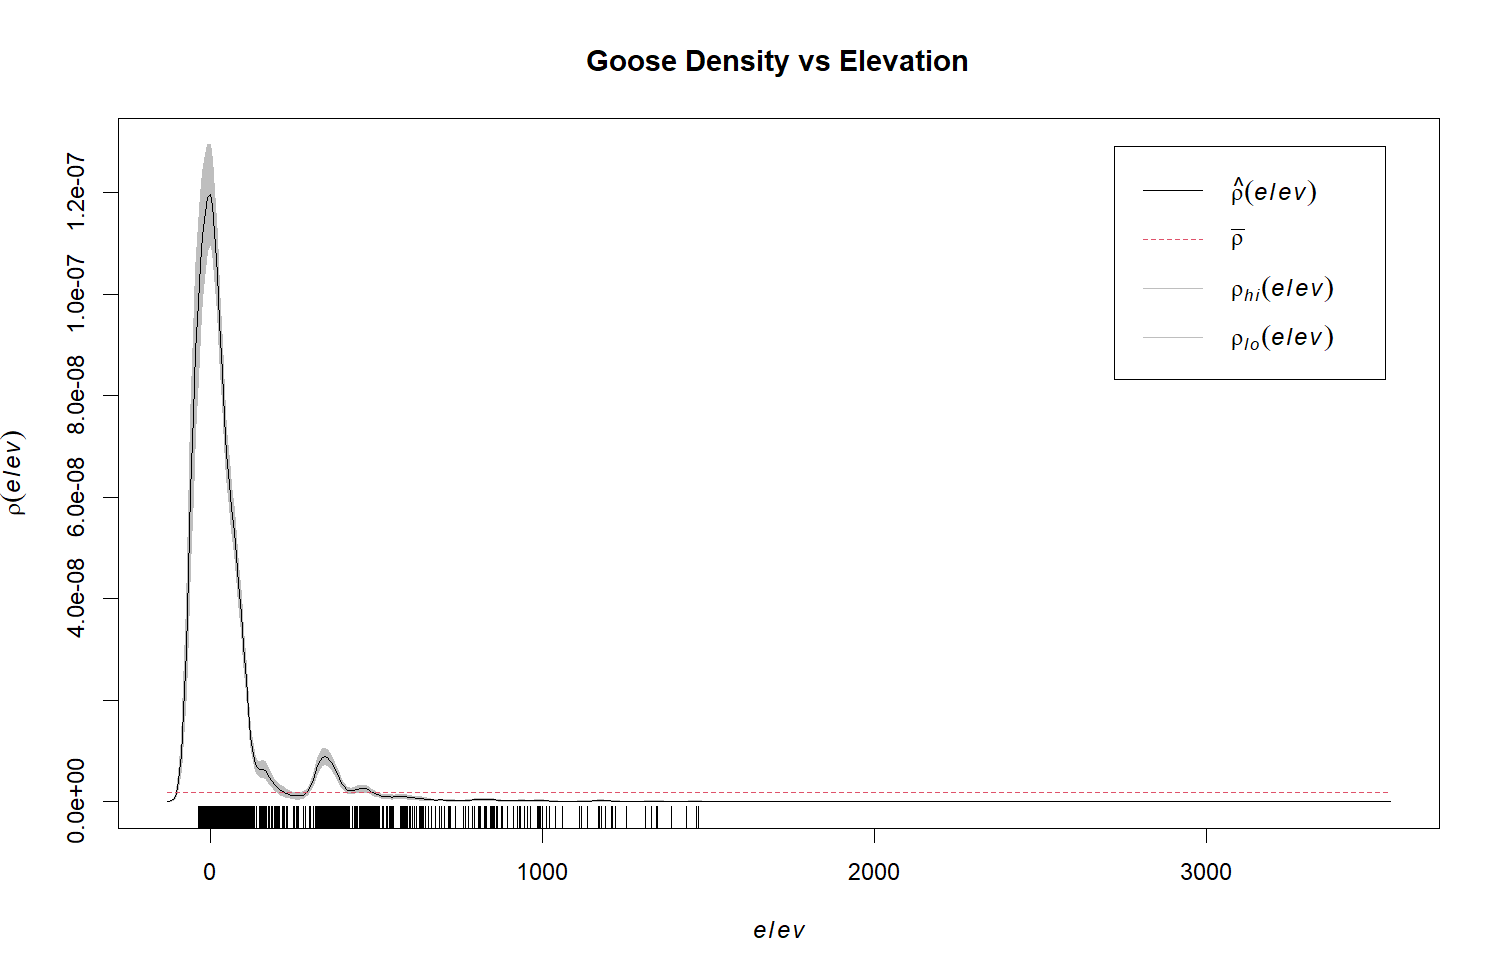 Goose Density vs Elevation
ρ(elev)
1.2e-07
1.0e-07
8.0e-08
6.0e-08
4.0e-08
0.0e+00
ρ̂(elev)
ρ̅
ρhi(elev)
ρlo(elev)
0 1000 2000 3000
elev